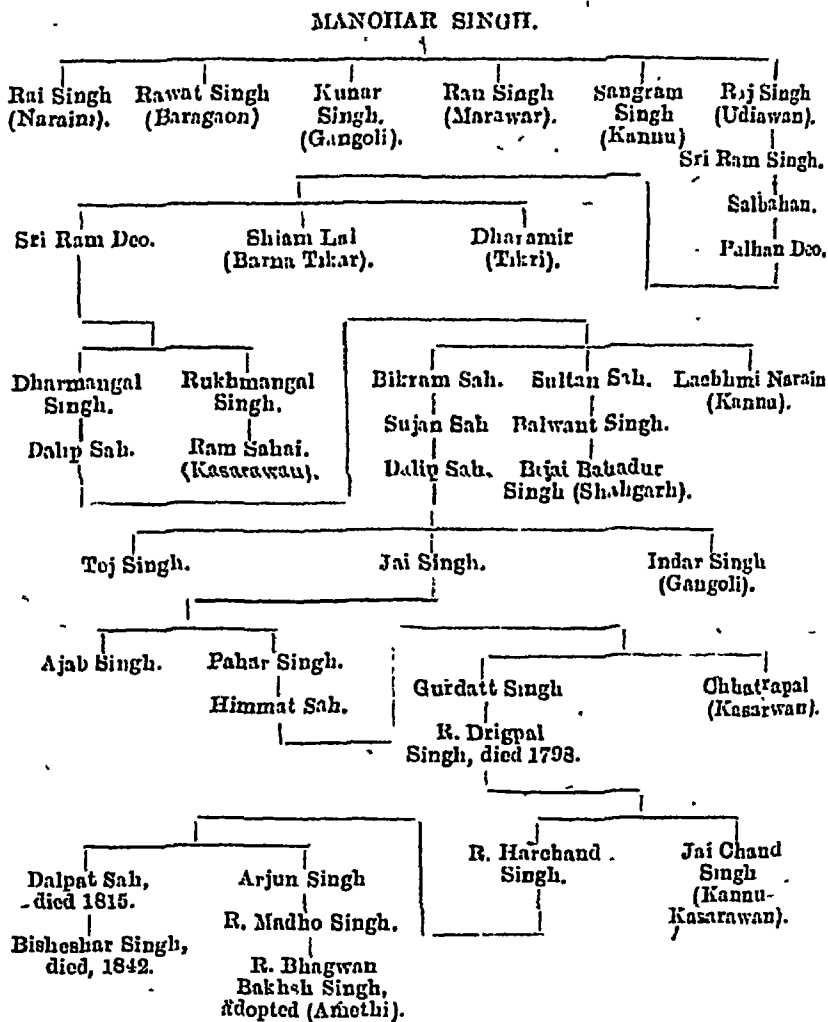 MANOHAR SINGH.
Rai Singh Rawat Singh Kunar Ran Singh Sangram Raj Singh
(Naraini). (Baragaon) Singh. (Marawar). Singh (Udiawan).
(Gangoli). (Kannu)
Sri Ram Singh.
Salbahan.
Sri Ram Deo. Shiam Lal Dharamir Palhan Deo.
(Barna Tikar). (Tikri).
Dharmangal Rukhmangal Bikram Sah. Sultan Sah. Lachhmi Narain
Singh. Singh. (Kannu).
Sujan Sah Balwant Singh.
Dalip Sah. Ram Sahai. Dalip Sah. Bijai Bahadur
(Kasarawan). Singh (Shahgarh).
Tej Singh. Jai Singh. Indar Singh
(Gangoli).
Ajab Singh. Pahar Singh. Gurdatt Singh Chhatrapal
(Kasarwan).
Himmat Sah. R. Drigpal
Singh, died 1798.
Dalpat Sah, Arjun Singh R. Harchand Jai Chand
died 1815. Singh. Singh
R. Madho Singh. (Kannu-
Bisheshar Singh, Kasarawan).
died, 1842. R. Bhagwan
Bakhsh Singh,
adopted (Amethi).